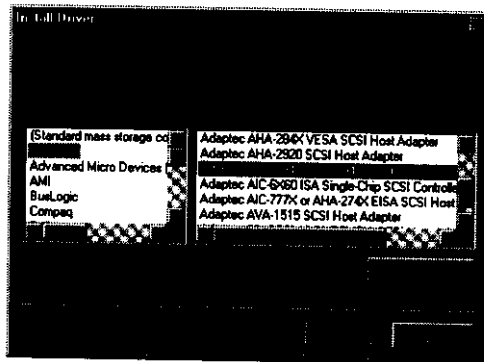 Install Driver
(Standard mass storage co
Advanced Micro Devices
AMI
BusLogic
Compaq
Adaptec AHA-284X VESA SCSI Host Adapter
Adaptec AHA-2920 SCSI Host Adapter
Adaptec AIC-6X60 ISA Single-Chip SCSI Controlle
Adaptec AIC-777X or AHA-274X EISA SCSI Host
Adaptec AVA-1515 SCSI Host Adapter